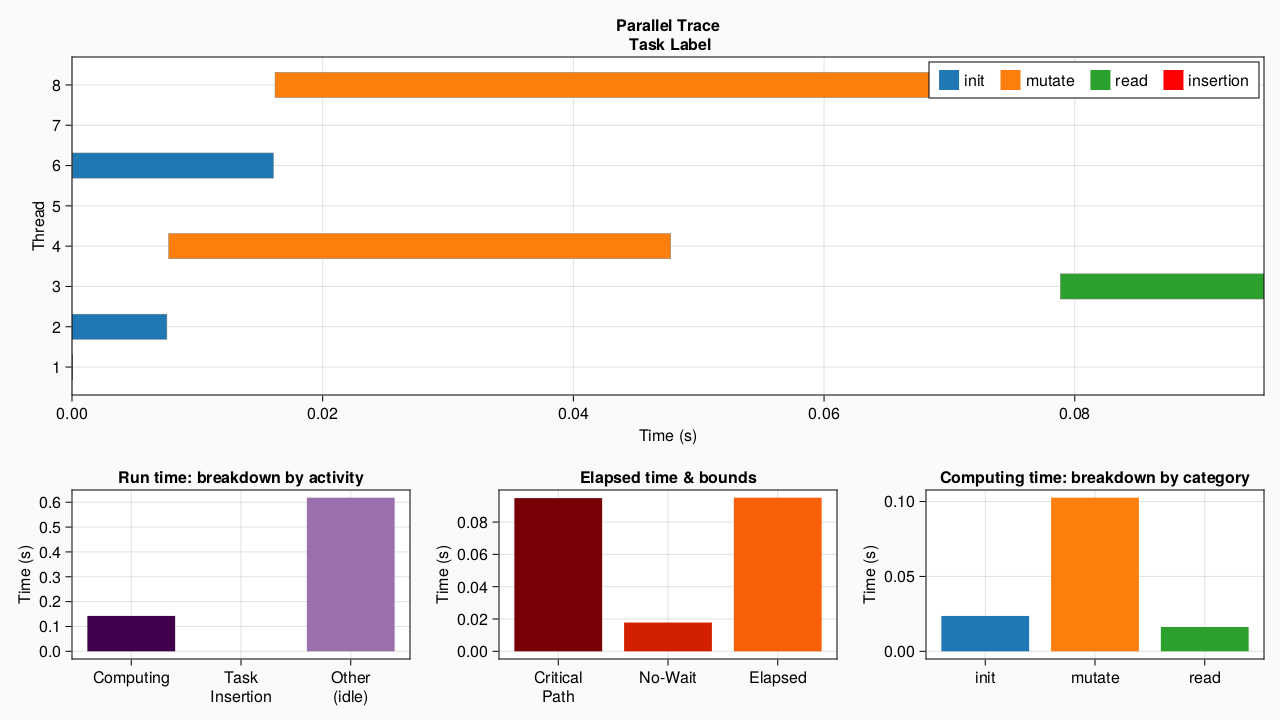 Parallel Trace
Task Label
init mutate read insertion
8
7
6
5
4
3
2
1
Thread
0.00 0.02 0.04 0.06 0.08
Time (s)
Run time: breakdown by activity
0.6
0.5
0.4
0.3
0.2
0.1
0.0
Time (s)
Computing Task Other
Insertion (idle)
Elapsed time & bounds
0.08
0.06
0.04
0.02
0.00
Time (s)
Critical No-Wait Elapsed
Path
Computing time: breakdown by category
0.10
0.05
0.00
Time (s)
init mutate read